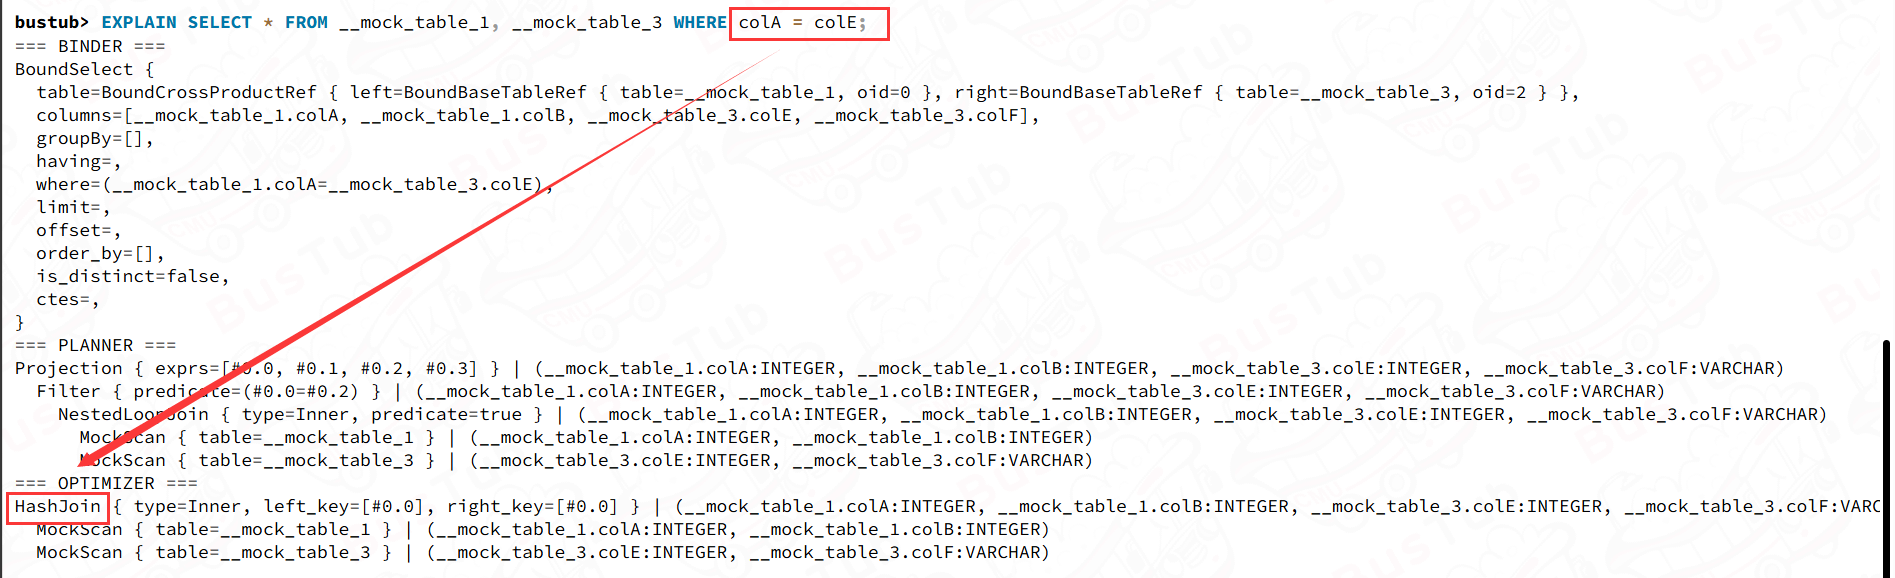 bustub> EXPLAIN SELECT * FROM __mock_table_1, __mock_table_3 WHERE colA = colE;
=== BINDER ===
BoundSelect {
  table=BoundCrossProductRef { left=BoundBaseTableRef { table=__mock_table_1, oid=0 }, right=BoundBaseTableRef { table=__mock_table_3, oid=2 } },
  columns=[__mock_table_1.colA, __mock_table_1.colB, __mock_table_3.colE, __mock_table_3.colF],
  groupBy=[],
  having=,
  where=(__mock_table_1.colA=__mock_table_3.colE),
  limit=,
  offset=,
  order_by=[],
  is_distinct=false,
  ctes=,
}
=== PLANNER ===
Projection { exprs=[#0.0, #0.1, #0.2, #0.3] } | (__mock_table_1.colA:INTEGER, __mock_table_1.colB:INTEGER, __mock_table_3.colE:INTEGER, __mock_table_3.colF:VARCHAR)
  Filter { predicate=(#0.0=#0.2) } | (__mock_table_1.colA:INTEGER, __mock_table_1.colB:INTEGER, __mock_table_3.colE:INTEGER, __mock_table_3.colF:VARCHAR)
    NestedLoopJoin { type=Inner, predicate=true } | (__mock_table_1.colA:INTEGER, __mock_table_1.colB:INTEGER, __mock_table_3.colE:INTEGER, __mock_table_3.colF:VARCHAR)
      MockScan { table=__mock_table_1 } | (__mock_table_1.colA:INTEGER, __mock_table_1.colB:INTEGER)
      MockScan { table=__mock_table_3 } | (__mock_table_3.colE:INTEGER, __mock_table_3.colF:VARCHAR)
=== OPTIMIZER ===
HashJoin { type=Inner, left_key=[#0.0], right_key=[#0.0] } | (__mock_table_1.colA:INTEGER, __mock_table_1.colB:INTEGER, __mock_table_3.colE:INTEGER, __mock_table_3.colF:VARC
  MockScan { table=__mock_table_1 } | (__mock_table_1.colA:INTEGER, __mock_table_1.colB:INTEGER)
  MockScan { table=__mock_table_3 } | (__mock_table_3.colE:INTEGER, __mock_table_3.colF:VARCHAR)